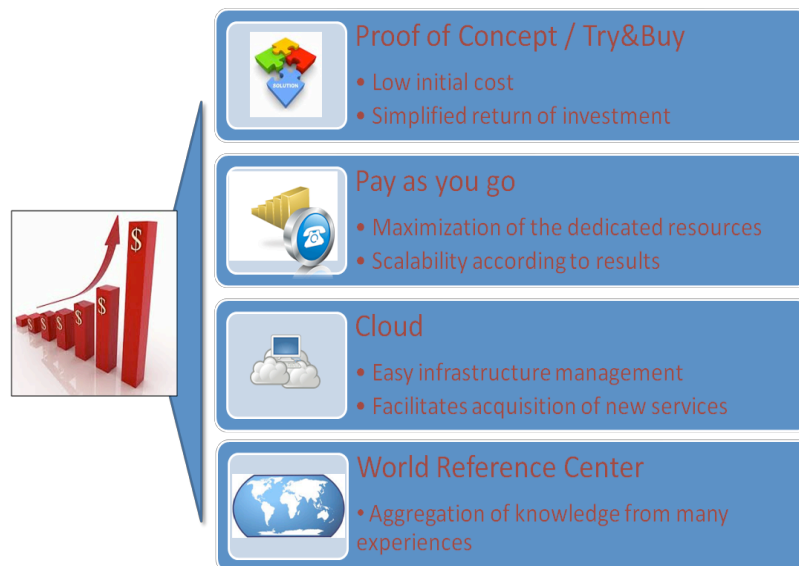 Proof of Concept / Try&Buy
SOLUTION
• Low initial cost
• Simplified return of investment
Pay as you go
• Maximization of the dedicated resources
• Scalability according to results
$
$
$
$
$
$
Cloud
• Easy infrastructure management
• Facilitates acquisition of new services
World Reference Center
• Aggregation of knowledge from many
experiences